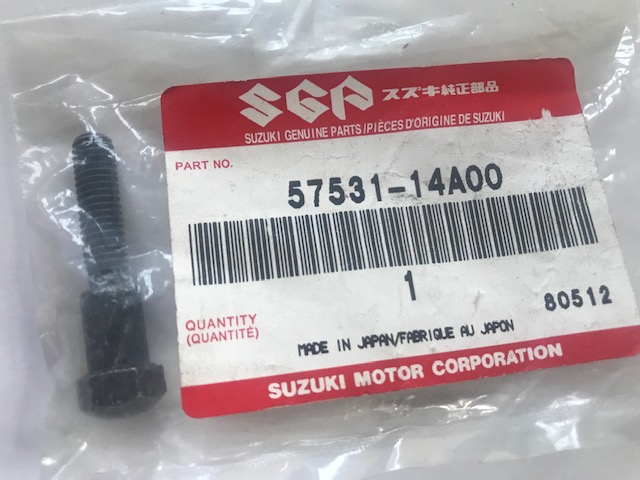 SGP スズキ純正部品
SUZUKI GENUINE PARTS/PIÈCES D'ORIGINE DE SUZUKI
PART NO.
57531-14A00
1
80512
QUANTITY
(QUANTITÉ)
MADE IN JAPAN/FABRIQUE AU JAPON
SUZUKI MOTOR CORPORATION